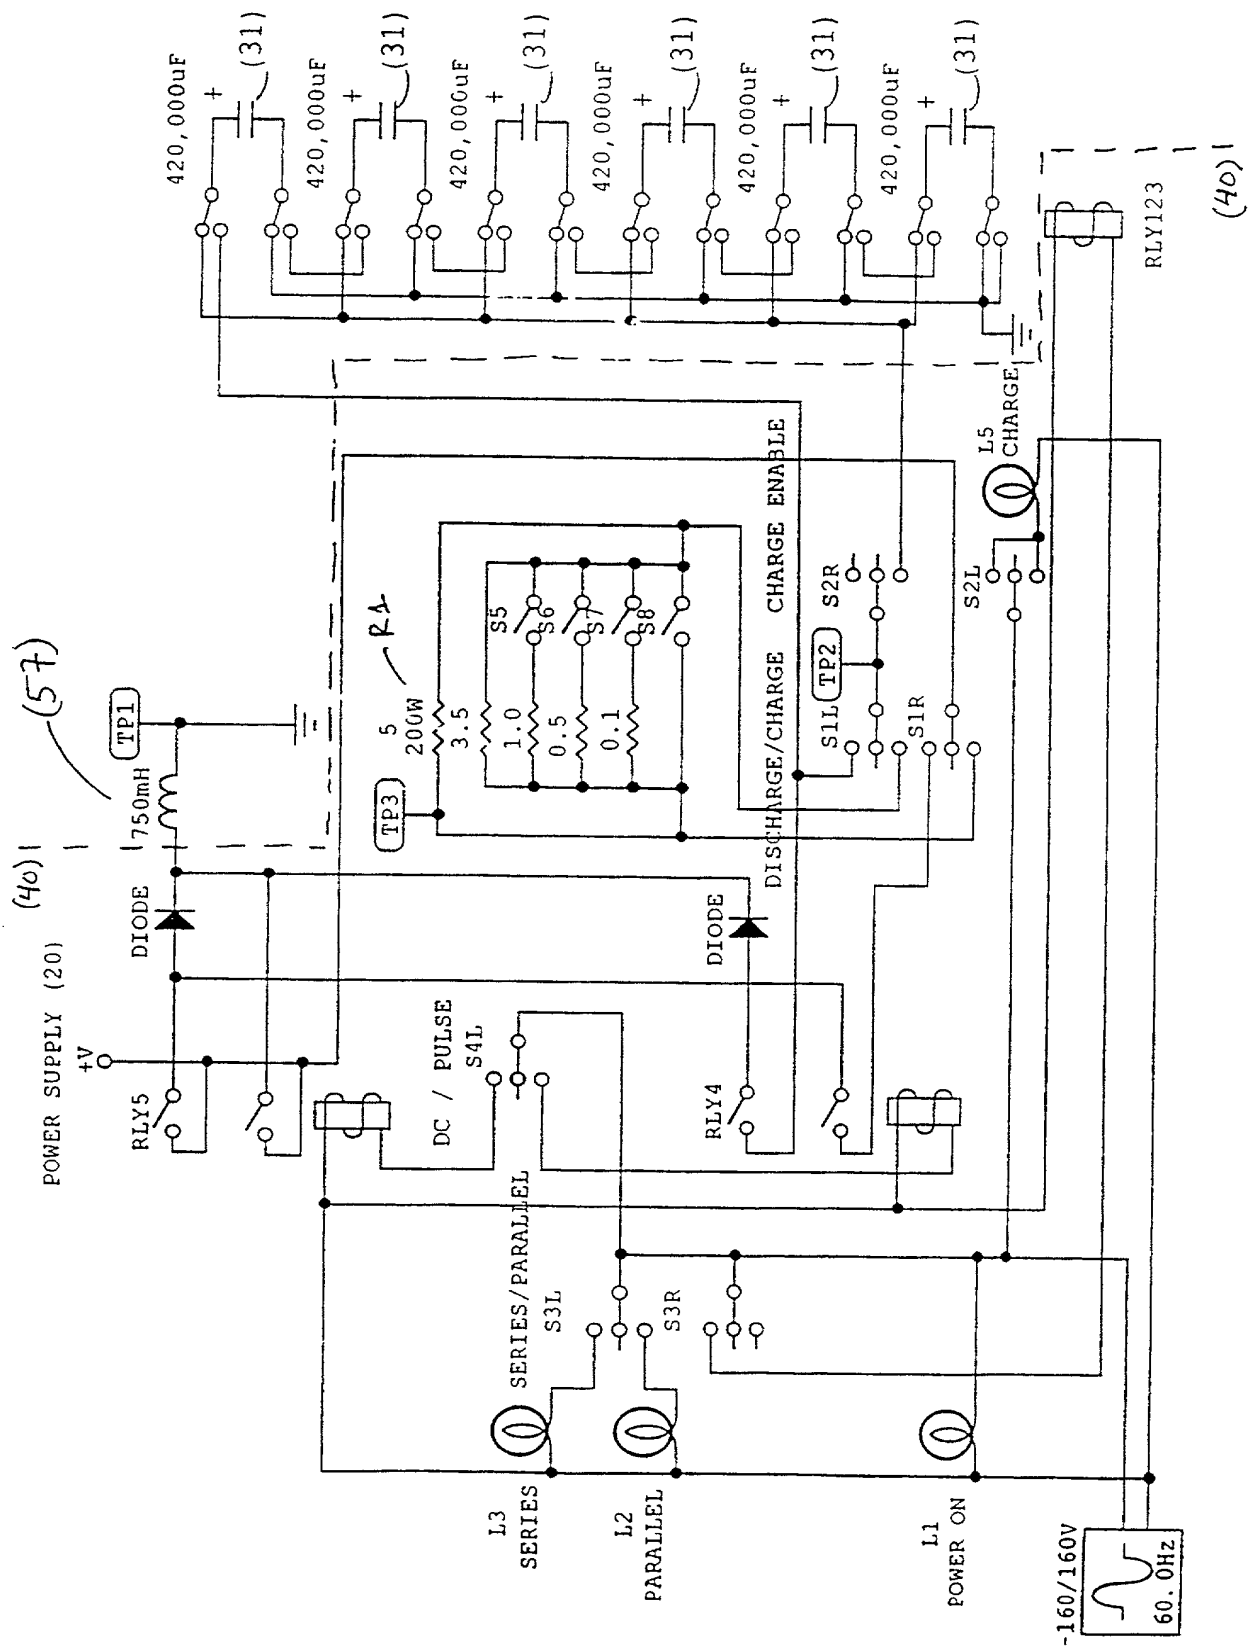 (57)
TP1
750mH
(40)
DIODE
POWER SUPPLY (20)
+V
RLY5
R1
5
200W
3.5
1.0
0.5
0.1
S5
S6
S7
S8
TP3
DISCHARGE/CHARGE
CHARGE ENABLE
DIODE
DC / PULSE
S4L
RLY4
SERIES/PARALLEL
S3L
S3R
L3
SERIES
L2
PARALLEL
L1
POWER ON
-160/160V
60.0Hz
S1L
TP2
S2R
S1R
S2L
L5
CHARGE
RLY123
(40)
420,000uF
+
(31)
420,000uF
+
(31)
420,000uF
+
(31)
420,000uF
+
(31)
420,000uF
+
(31)
420,000uF
+
(31)